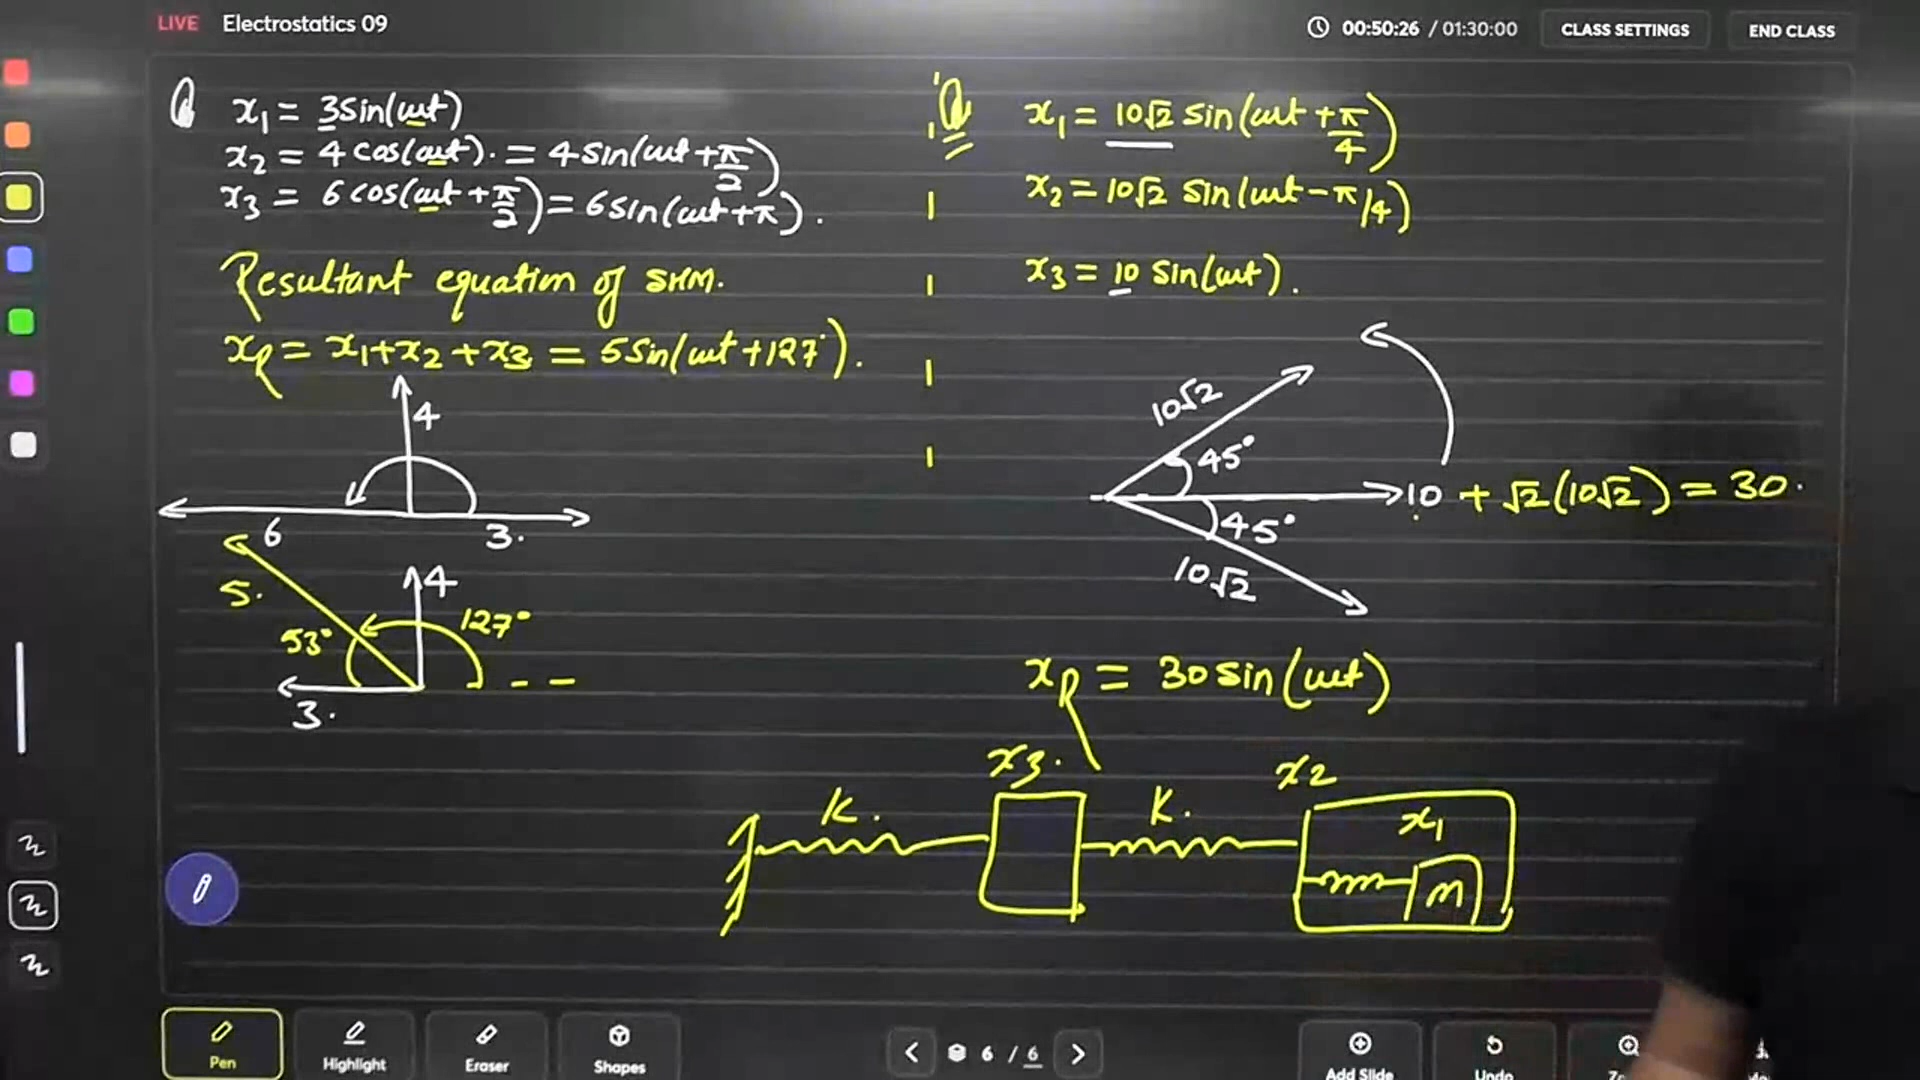 LIVE Electrostatics 09
00:50:26 / 01:30:00 CLASS SETTINGS END CLASS
Q x₁ = 3sin(ωt)
x₂ = 4 cos(ωt). = 4sin(ωt + π/2)
x₃ = 6 cos(ωt + π/2) = 6sin(ωt + π).
Resultant equation of SHM.
x_R = x₁ + x₂ + x₃ = 5sin(ωt + 127°).
4
6 3.
4
5.
53° 127°
3.
Q x₁ = 10√2 sin(ωt + π/4)
x₂ = 10√2 sin(ωt - π/4)
x₃ = 10 sin(ωt).
10√2
45°
10 + √2(10√2) = 30.
45°
10√2
x_R = 30sin(ωt)
x₃. x₂
K. K. x₁
m
Pen Highlight Eraser Shapes
6 / 6
Add Slide Undo